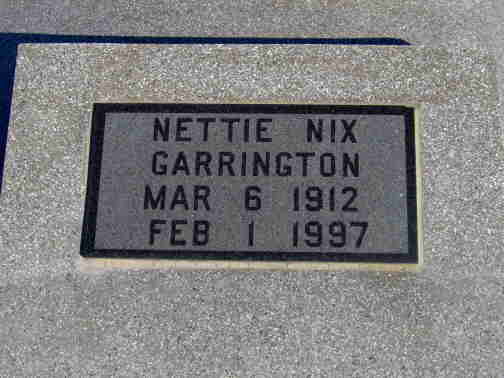 NETTIE NIX
GARRINGTON
MAR 6 1912
FEB 1 1997